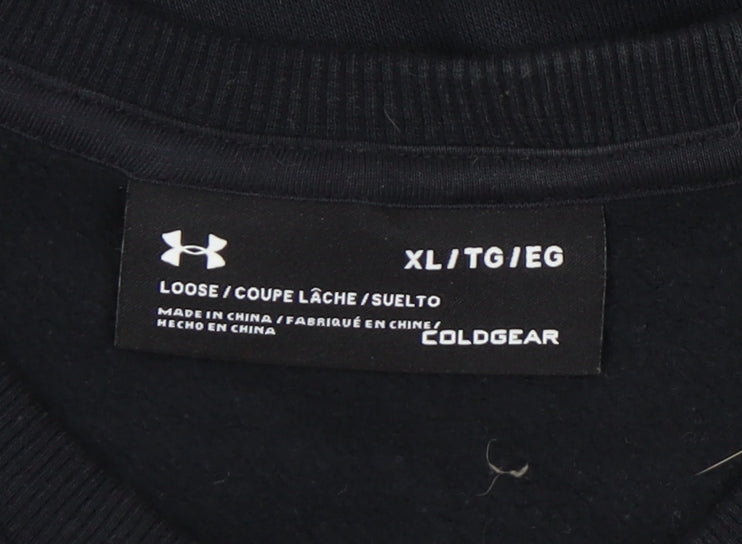 XL/TG/EG
LOOSE / COUPE LÂCHE / SUELTO
MADE IN CHINA / FABRIQUÉ EN CHINE/
HECHO EN CHINA
COLDGEAR